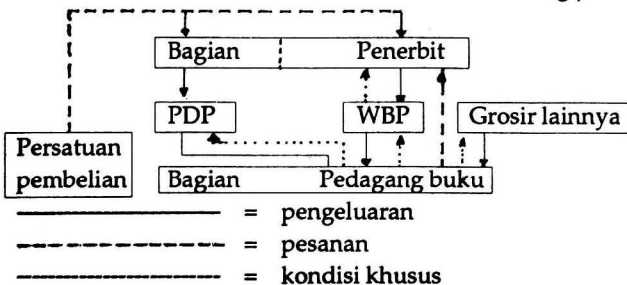 Bagian Penerbit
PDP WBP Grosir lainnya
Persatuan
pembelian
Bagian Pedagang buku
= pengeluaran
= pesanan
= kondisi khusus